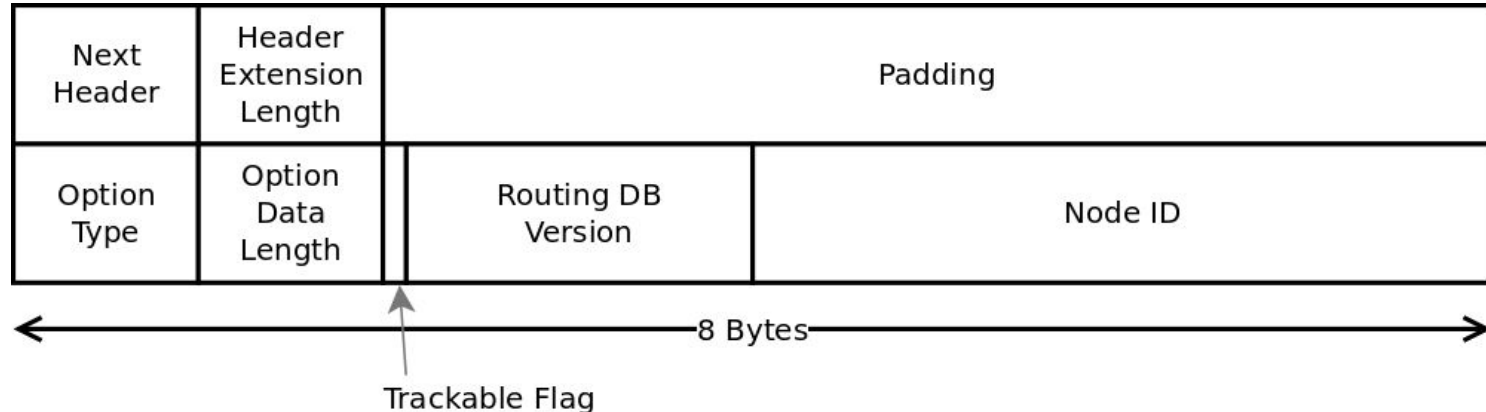 Next
Header
Header
Extension
Length
Padding
Option
Type
Option
Data
Length
Routing DB
Version
Node ID
8 Bytes
Trackable Flag